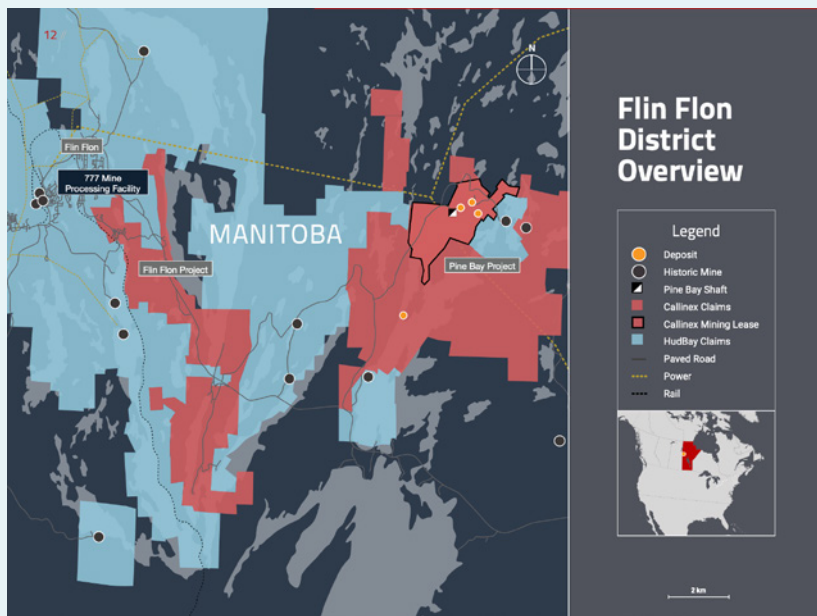 12
N
Flin Flon
777 Mine
Processing Facility
MANITOBA
Flin Flon Project
Pine Bay Project
Flin Flon
District
Overview
Legend
Deposit
Historic Mine
Pine Bay Shaft
Callinex Claims
Callinex Mining Lease
HudBay Claims
Paved Road
Power
Rail
2 km